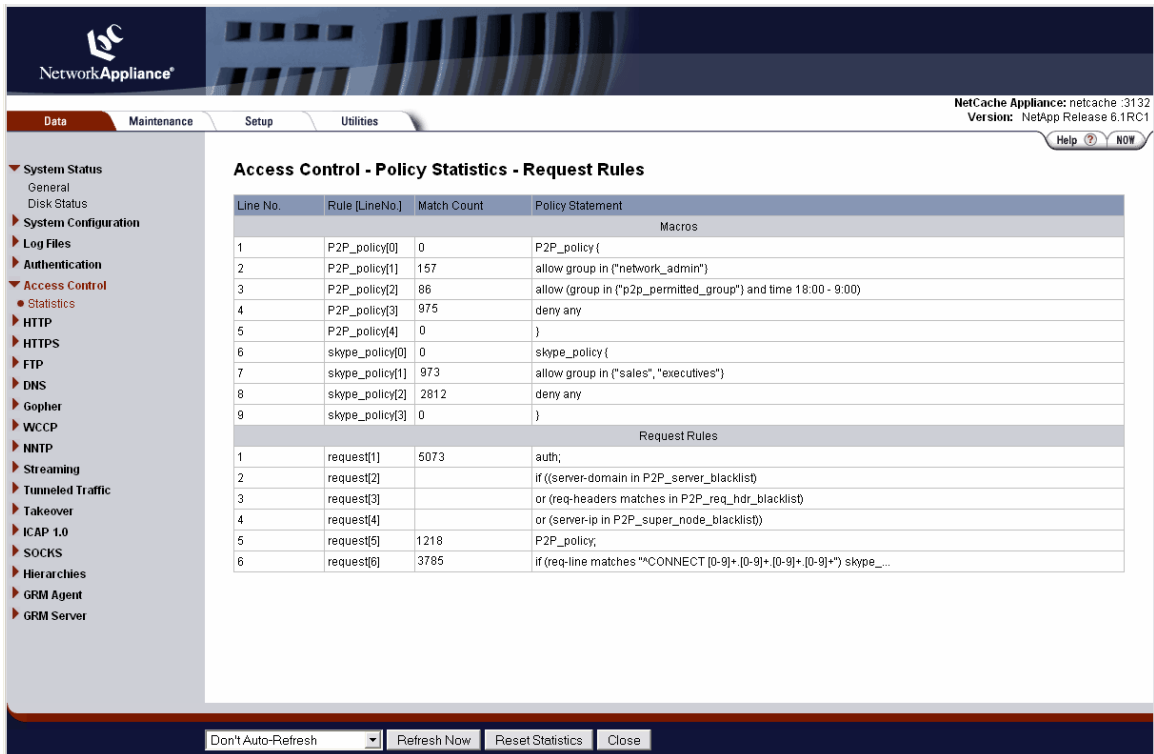 NetworkAppliance®
NetCache Appliance: netcache :3132
Version: NetApp Release 6.1RC1
Data Maintenance Setup Utilities
Help ? NOW
System Status
General
Disk Status
System Configuration
Log Files
Authentication
Access Control
Statistics
HTTP
HTTPS
FTP
DNS
Gopher
WCCP
NNTP
Streaming
Tunneled Traffic
Takeover
ICAP 1.0
SOCKS
Hierarchies
GRM Agent
GRM Server
Access Control - Policy Statistics - Request Rules
Line No. Rule [LineNo.] Match Count Policy Statement
Macros
1 P2P_policy[0] 0 P2P_policy {
2 P2P_policy[1] 157 allow group in {"network_admin"}
3 P2P_policy[2] 86 allow (group in {"p2p_permitted_group"} and time 18:00 - 9:00)
4 P2P_policy[3] 975 deny any
5 P2P_policy[4] 0 }
6 skype_policy[0] 0 skype_policy {
7 skype_policy[1] 973 allow group in {"sales", "executives"}
8 skype_policy[2] 2812 deny any
9 skype_policy[3] 0 }
Request Rules
1 request[1] 5073 auth;
2 request[2] if ((server-domain in P2P_server_blacklist)
3 request[3] or (req-headers matches in P2P_req_hdr_blacklist)
4 request[4] or (server-ip in P2P_super_node_blacklist))
5 request[5] 1218 P2P_policy;
6 request[6] 3785 if (req-line matches "^CONNECT [0-9]+.[0-9]+.[0-9]+.[0-9]+") skype_...
Don't Auto-Refresh Refresh Now Reset Statistics Close